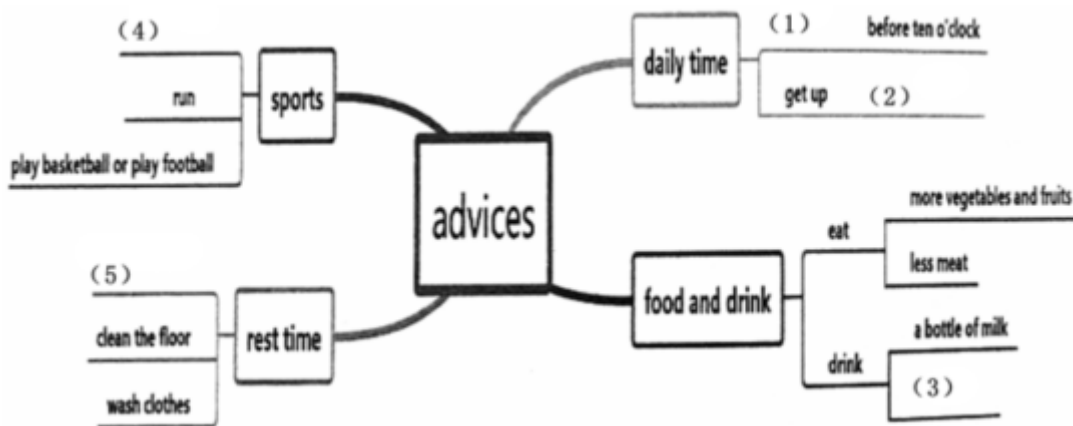 advices
daily time
(1) before ten o'clock
get up (2)
food and drink
eat
more vegetables and fruits
less meat
drink
a bottle of milk
(3)
sports
(4)
run
play basketball or play football
rest time
(5)
clean the floor
wash clothes